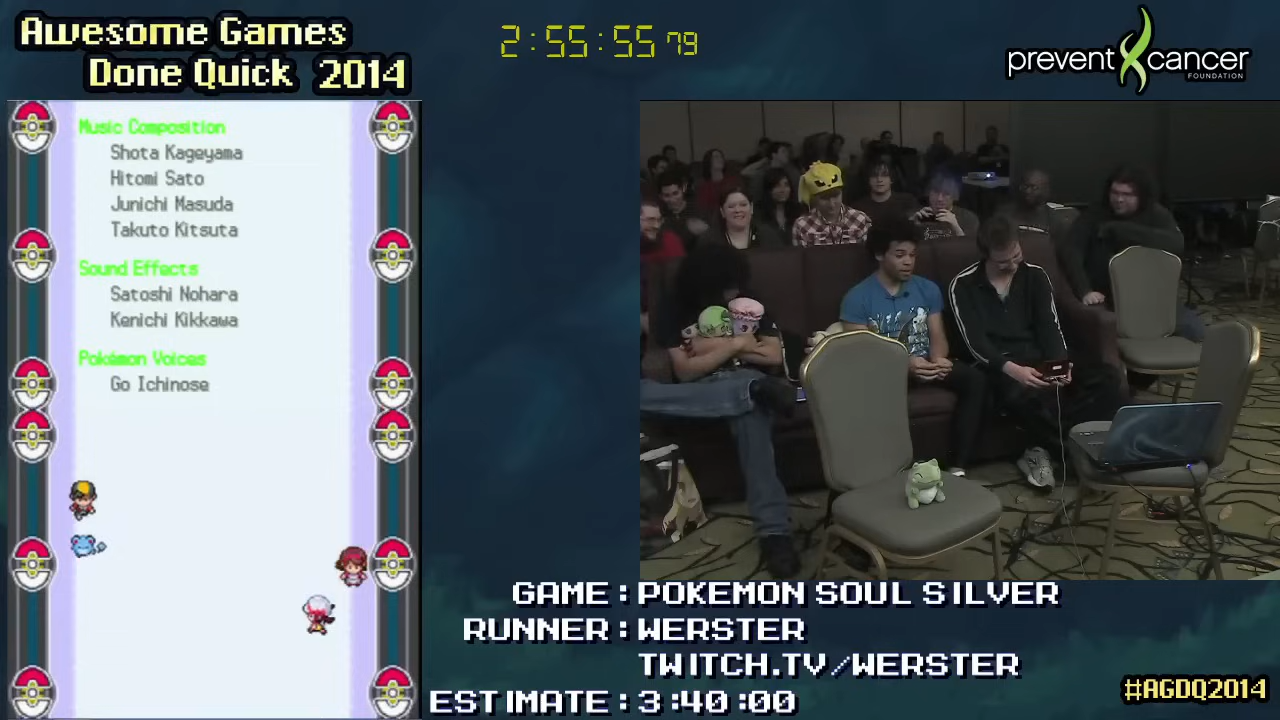 Awesome Games
Done Quick 2014
2:55:55 79
prevent cancer
FOUNDATION
Music Composition
Shota Kageyama
Hitomi Sato
Junichi Masuda
Takuto Kitsuta
Sound Effects
Satoshi Nohara
Kenichi Kikkawa
Pokémon Voices
Go Ichinose
GAME : POKEMON SOUL SILVER
RUNNER : WERSTER
TWITCH.TV/WERSTER
ESTIMATE : 3:40:00
#AGDQ2014